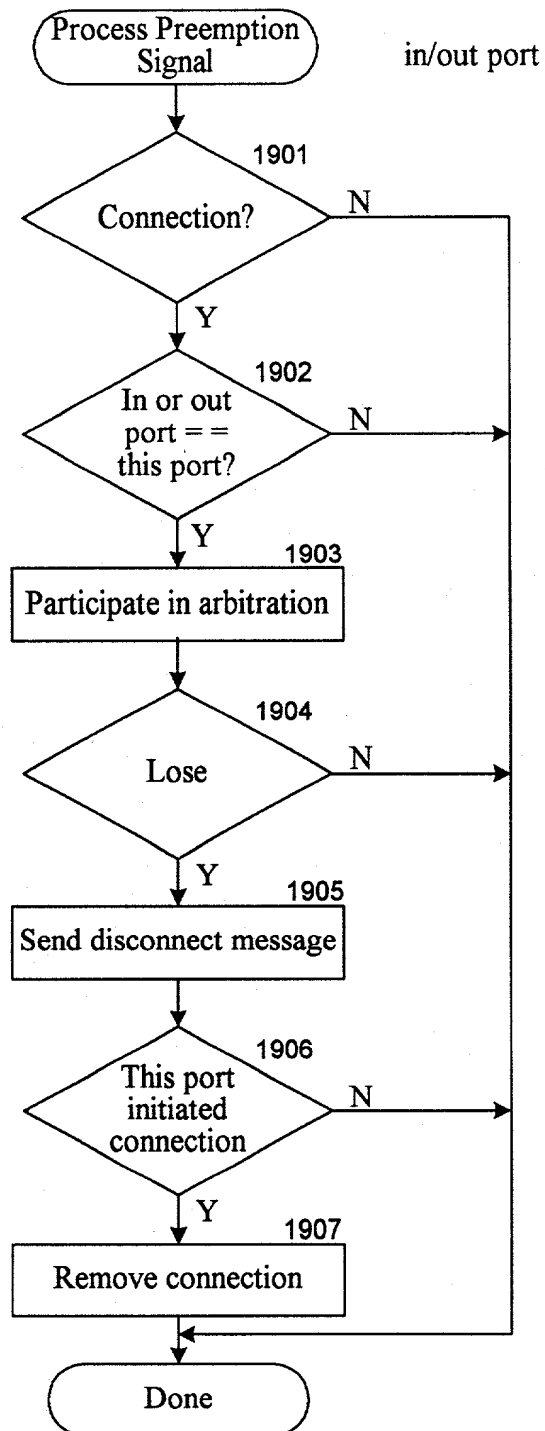 Process Preemption
Signal
in/out port
1901
Connection?
N
Y
1902
In or out
port = =
this port?
N
Y
1903
Participate in arbitration
1904
Lose
N
Y
1905
Send disconnect message
1906
This port
initiated
connection
N
Y
1907
Remove connection
Done